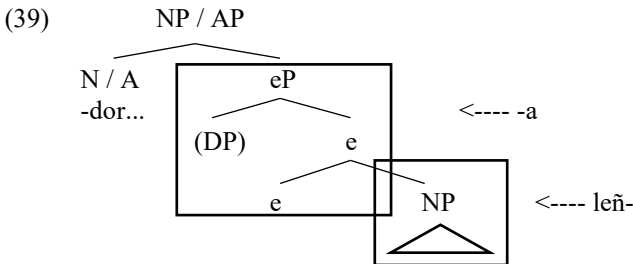 (39) NP / AP
N / A eP
-dor... <---- -a
(DP) e
e NP <---- leñ-